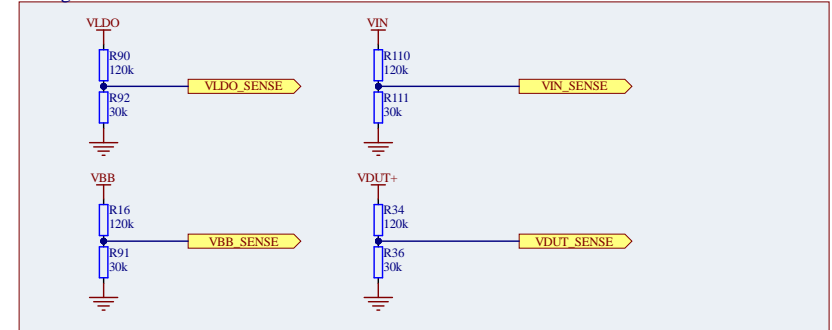 VLDO
R90
120k
VLDO_SENSE
R92
30k
VIN
R110
120k
VIN_SENSE
R111
30k
VBB
R16
120k
VBB_SENSE
R91
30k
VDUT+
R34
120k
VDUT_SENSE
R36
30k